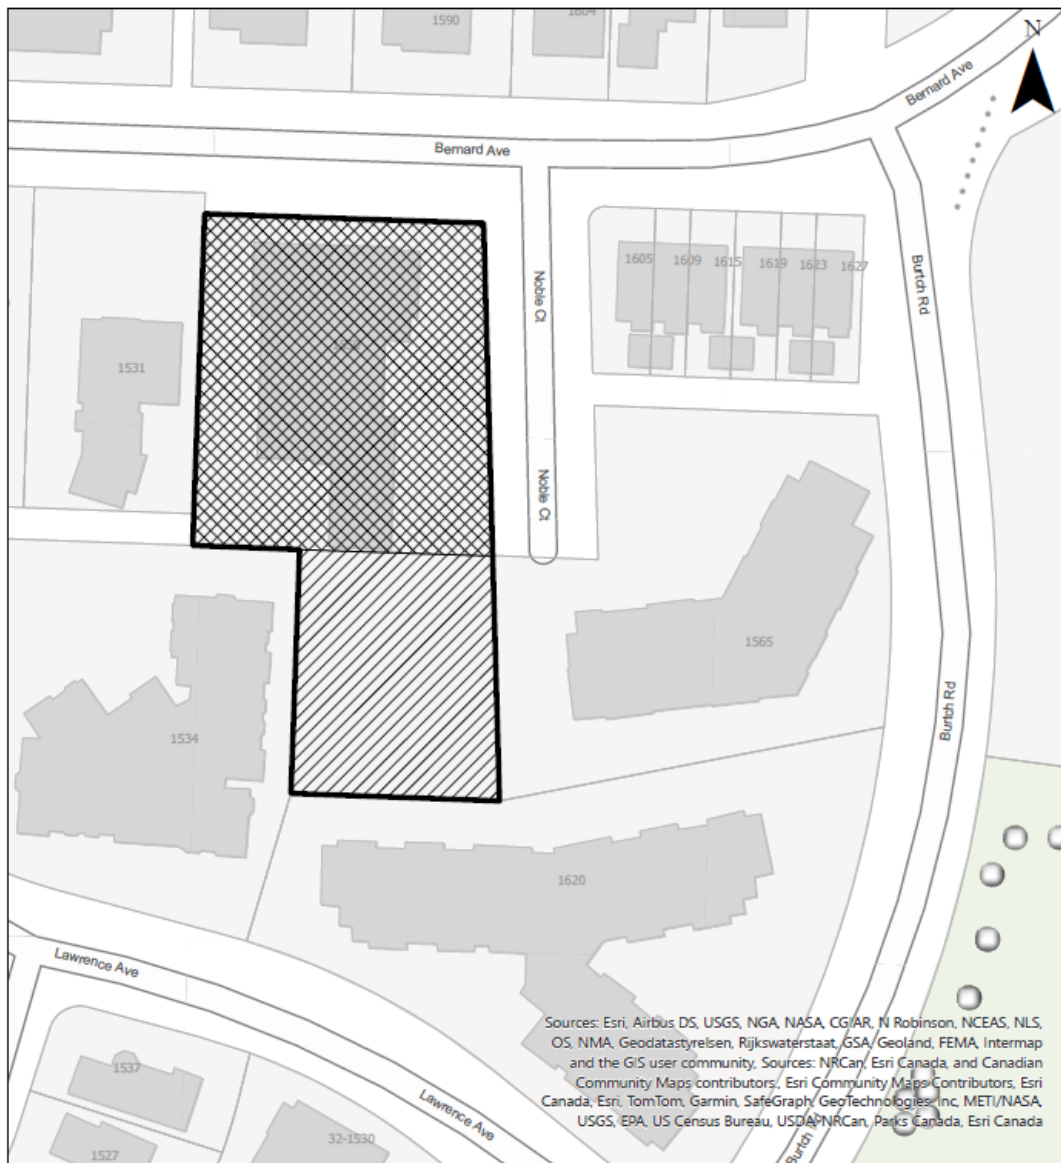 1590
1604
N
Bernard Ave
Bernard Ave
1605
1609
1615
1619
1623
1627
Burtch Rd
Noble Ct
1531
Noble Ct
1565
Burtch Rd
1534
1620
Lawrence Ave
Sources: Esri, Airbus DS, USGS, NGA, NASA, CGIAR, N Robinson, NCEAS, NLS,
OS, NMA, Geodatastyrelsen, Rijkswaterstaat, GSA, Geoland, FEMA, Intermap
and the GIS user community, Sources: NRCan, Esri Canada, and Canadian
Community Maps contributors., Esri Community Maps Contributors, Esri
Canada, Esri, TomTom, Garmin, SafeGraph, GeoTechnologies, Inc, METI/NASA,
USGS, EPA, US Census Bureau, USDA, NRCan, Parks Canada, Esri Canada
1537
Lawrence Ave
32-1530
1527
Burtch Rd